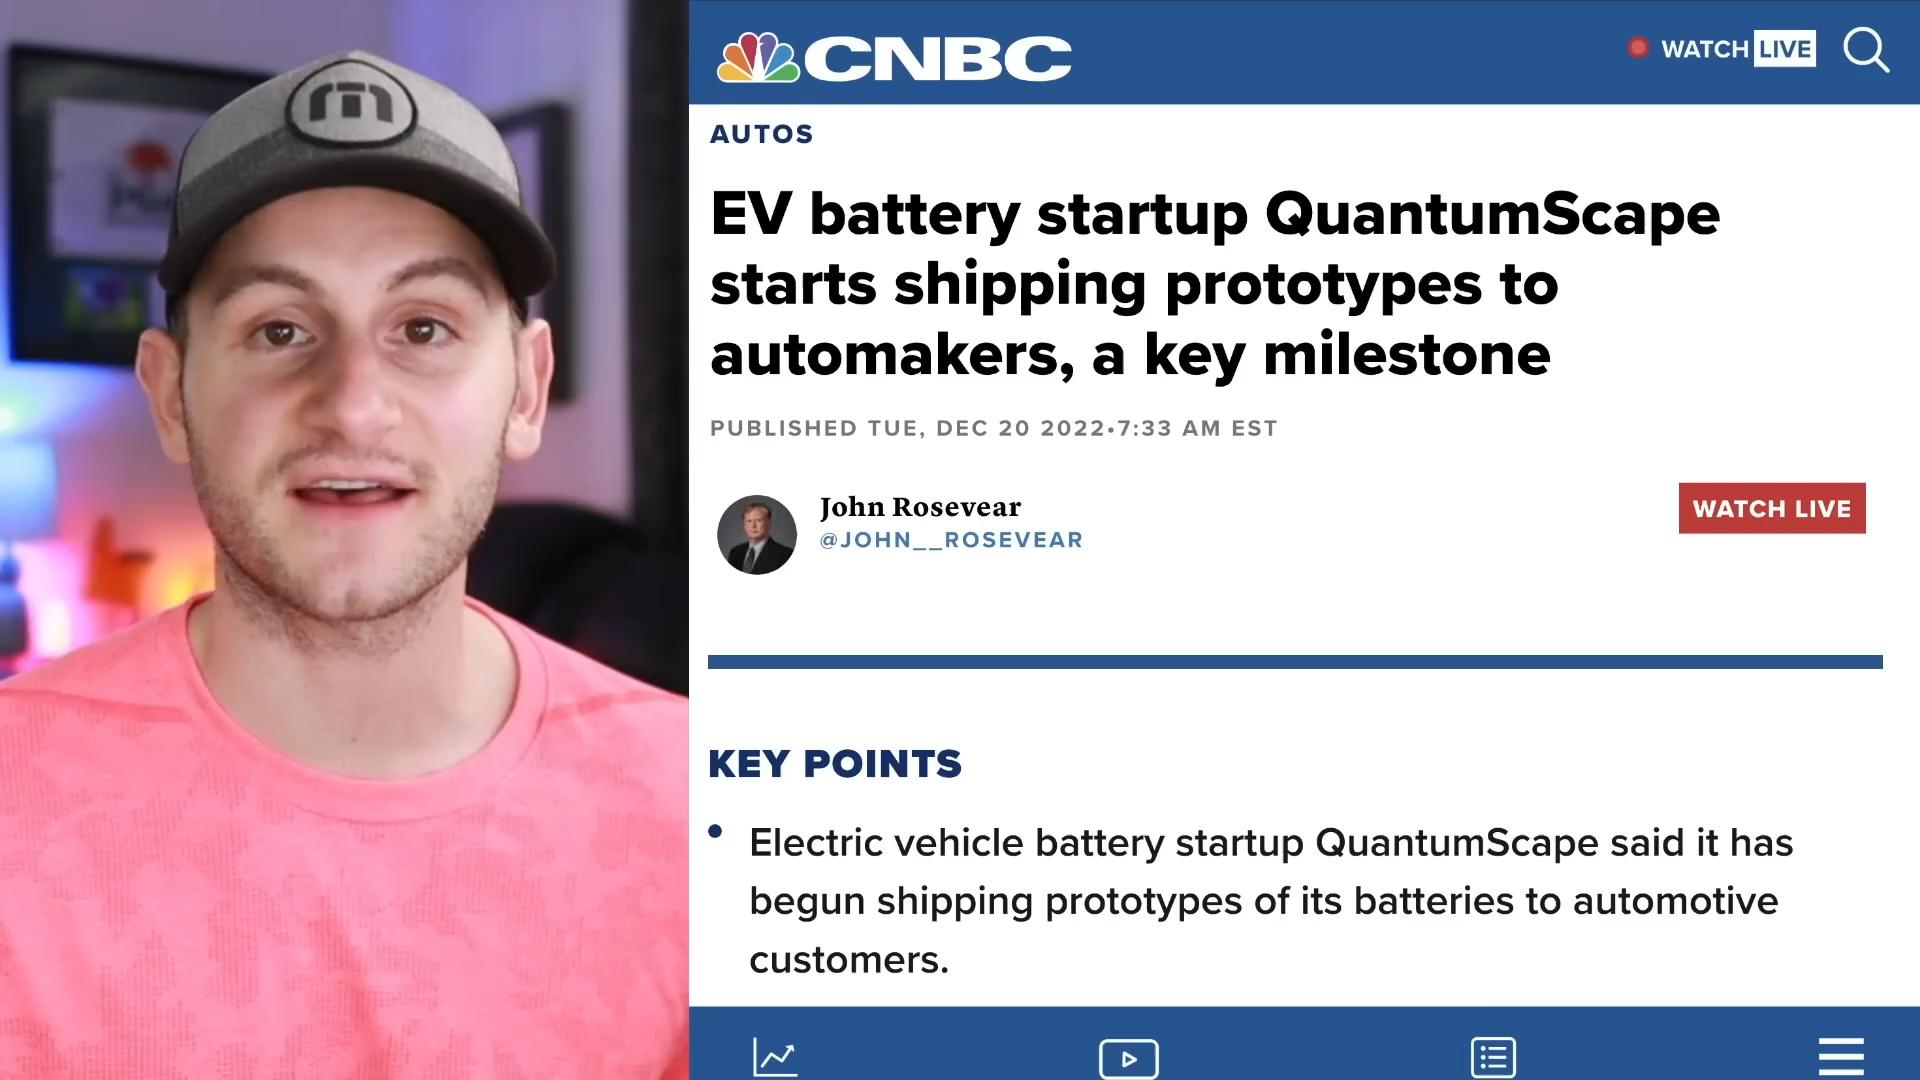 CNBC
WATCH LIVE
AUTOS
EV battery startup QuantumScape
starts shipping prototypes to
automakers, a key milestone
PUBLISHED TUE, DEC 20 2022•7:33 AM EST
John Rosevear
@JOHN__ROSEVEAR
WATCH LIVE
KEY POINTS
• Electric vehicle battery startup QuantumScape said it has
begun shipping prototypes of its batteries to automotive
customers.